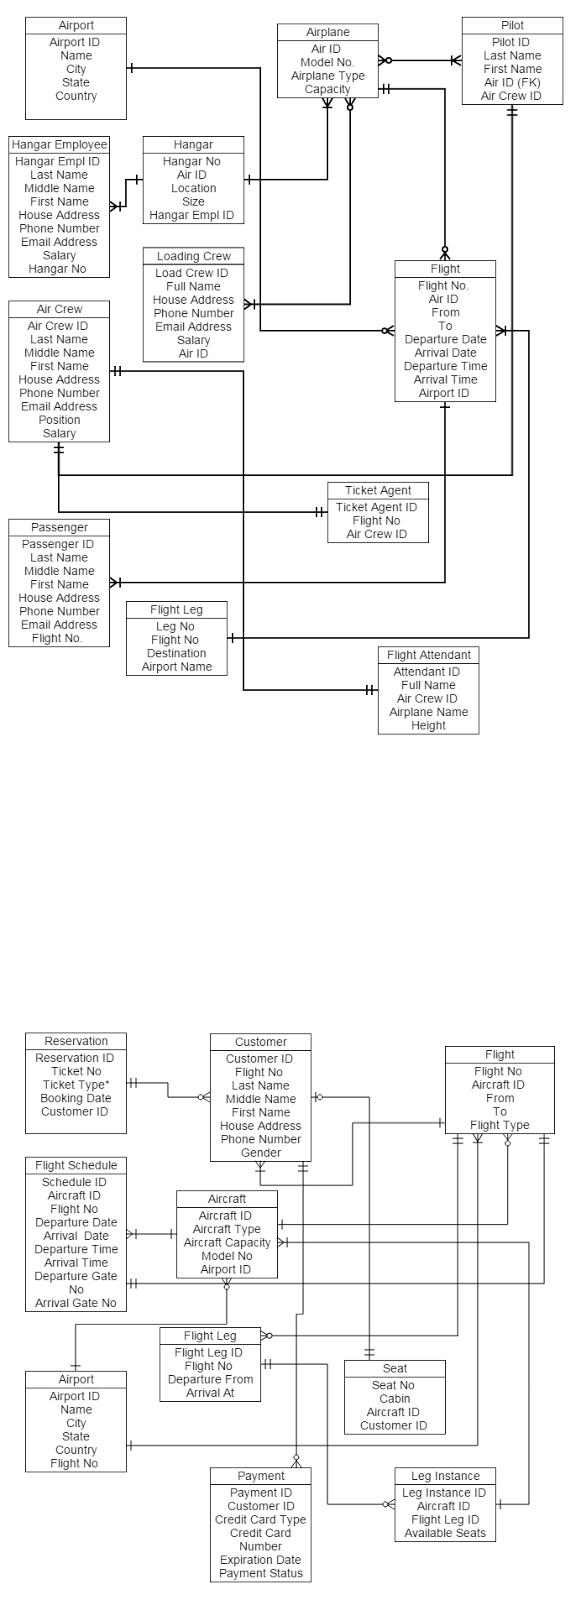 Airport
Airport ID
Name
City
State
Country
Airplane
Air ID
Model No.
Airplane Type
Capacity
Pilot
Pilot ID
Last Name
First Name
Air ID (FK)
Air Crew ID
Hangar Employee
Hangar Empl ID
Last Name
Middle Name
First Name
House Address
Phone Number
Email Address
Salary
Hangar No
Hangar
Hangar No
Air ID
Location
Size
Hangar Empl ID
Loading Crew
Load Crew ID
Full Name
House Address
Phone Number
Email Address
Salary
Air ID
Flight
Flight No.
Air ID
From
To
Departure Date
Arrival Date
Departure Time
Arrival Time
Airport ID
Air Crew
Air Crew ID
Last Name
Middle Name
First Name
House Address
Phone Number
Email Address
Position
Salary
Ticket Agent
Ticket Agent ID
Flight No
Air Crew ID
Passenger
Passenger ID
Last Name
Middle Name
First Name
House Address
Phone Number
Email Address
Flight No.
Flight Leg
Leg No
Flight No
Destination
Airport Name
Flight Attendant
Attendant ID
Full Name
Air Crew ID
Airplane Name
Height
Reservation
Reservation ID
Ticket No
Ticket Type*
Booking Date
Customer ID
Customer
Customer ID
Flight No
Last Name
Middle Name
First Name
House Address
Phone Number
Gender
Flight
Flight No
Aircraft ID
From
To
Flight Type
Flight Schedule
Schedule ID
Aircraft ID
Flight No
Departure Date
Arrival Date
Departure Time
Arrival Time
Departure Gate
No
Arrival Gate No
Aircraft
Aircraft ID
Aircraft Type
Aircraft Capacity
Model No
Airport ID
Flight Leg
Flight Leg ID
Flight No
Departure From
Arrival At
Seat
Seat No
Cabin
Aircraft ID
Customer ID
Airport
Airport ID
Name
City
State
Country
Flight No
Payment
Payment ID
Customer ID
Credit Card Type
Credit Card
Number
Expiration Date
Payment Status
Leg Instance
Leg Instance ID
Aircraft ID
Flight Leg ID
Available Seats